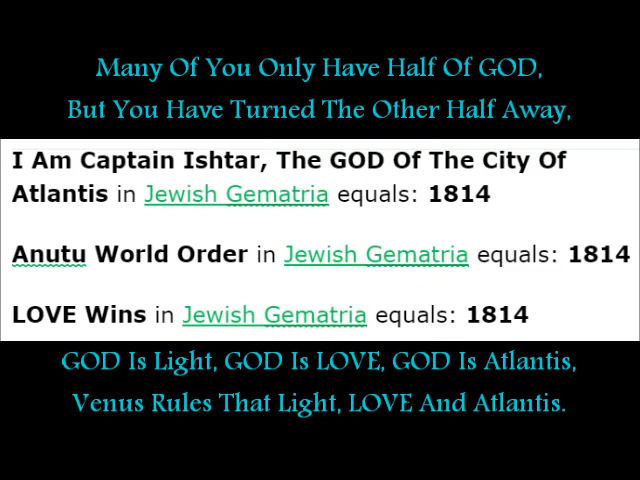 Many Of You Only Have Half Of GOD,
But You Have Turned The Other Half Away,
I Am Captain Ishtar, The GOD Of The City Of
Atlantis in Jewish Gematria equals: 1814
Anutu World Order in Jewish Gematria equals: 1814
LOVE Wins in Jewish Gematria equals: 1814
GOD Is Light, GOD Is LOVE, GOD Is Atlantis,
Venus Rules That Light, LOVE And Atlantis.